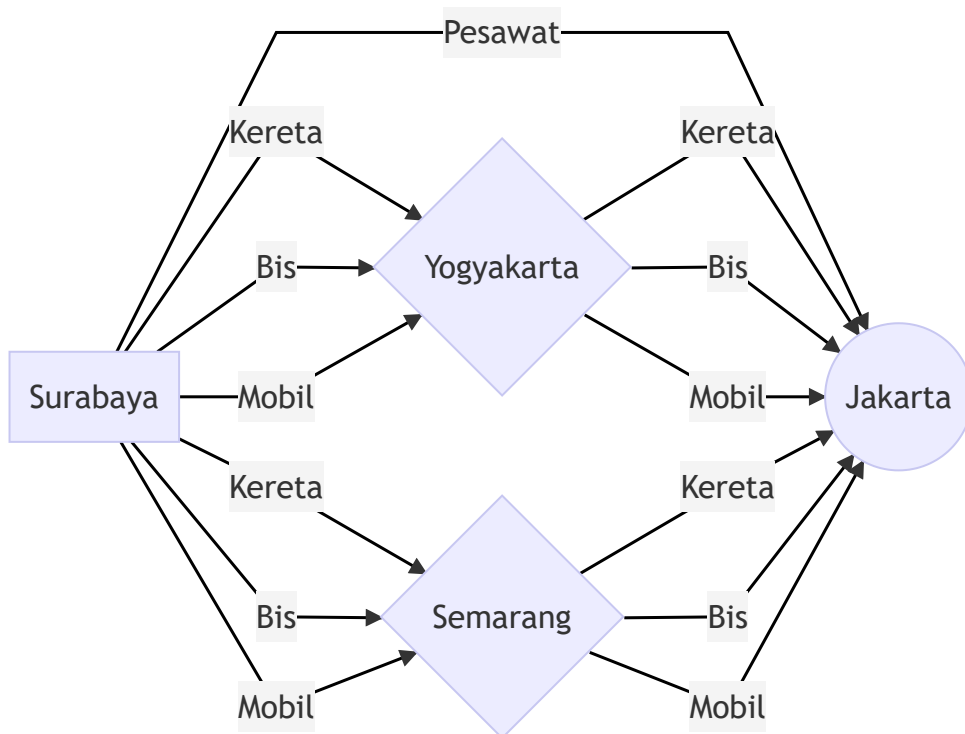 Pesawat
Kereta
Kereta
Bis
Yogyakarta
Bis
Surabaya
Mobil
Mobil
Jakarta
Kereta
Kereta
Bis
Semarang
Bis
Mobil
Mobil